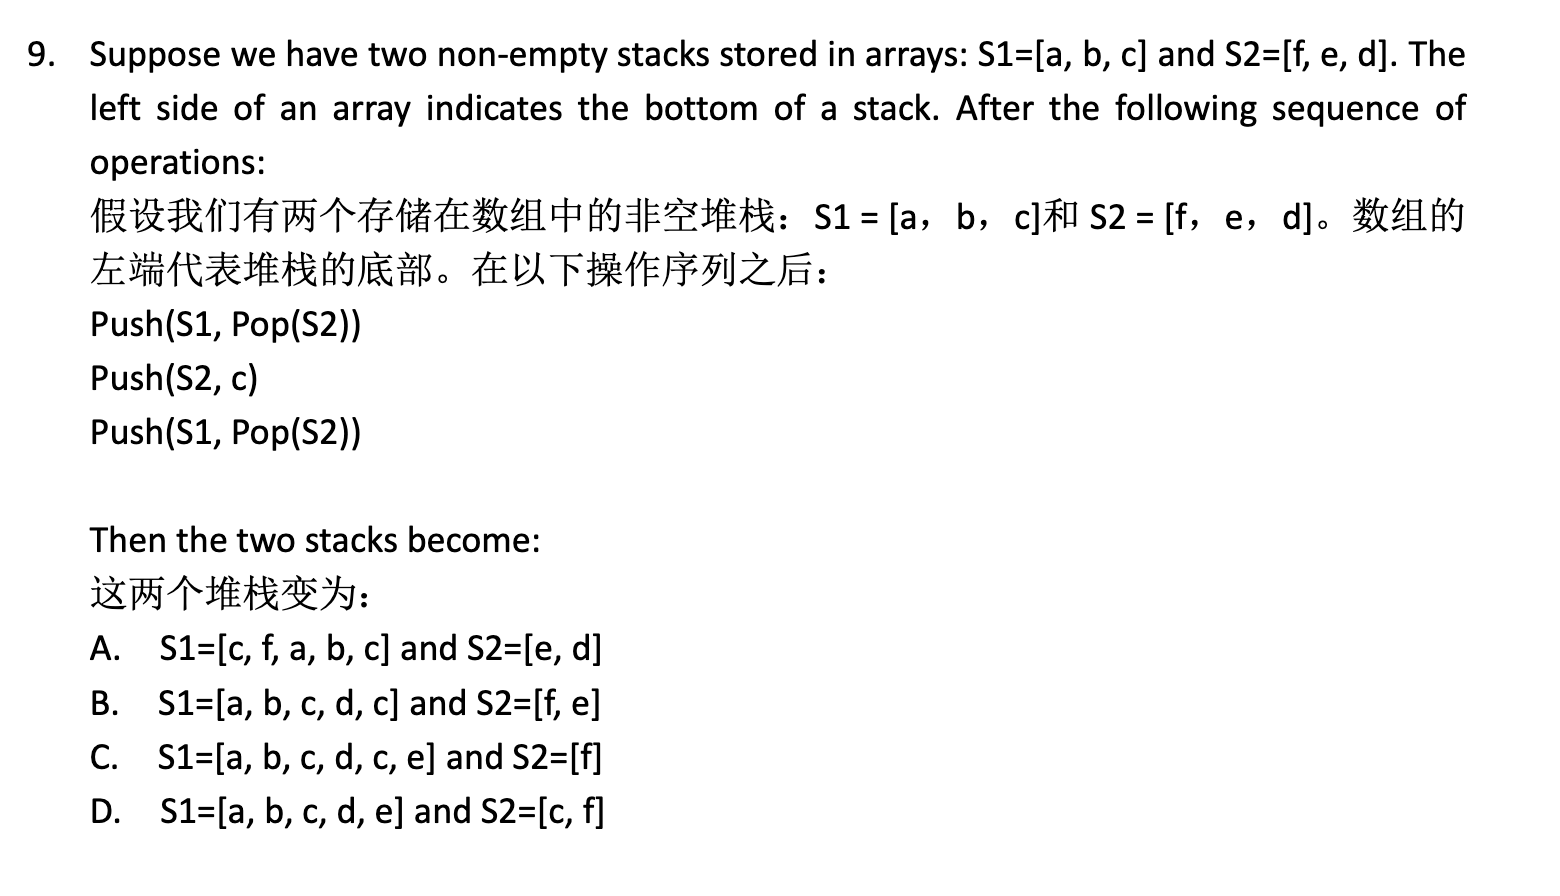 9. Suppose we have two non-empty stacks stored in arrays: S1=[a, b, c] and S2=[f, e, d]. The
left side of an array indicates the bottom of a stack. After the following sequence of
operations:
假设我们有两个存储在数组中的非空堆栈：S1 = [a，b，c]和 S2 = [f，e，d]。数组的
左端代表堆栈的底部。在以下操作序列之后：
Push(S1, Pop(S2))
Push(S2, c)
Push(S1, Pop(S2))
Then the two stacks become:
这两个堆栈变为：
A. S1=[c, f, a, b, c] and S2=[e, d]
B. S1=[a, b, c, d, c] and S2=[f, e]
C. S1=[a, b, c, d, c, e] and S2=[f]
D. S1=[a, b, c, d, e] and S2=[c, f]